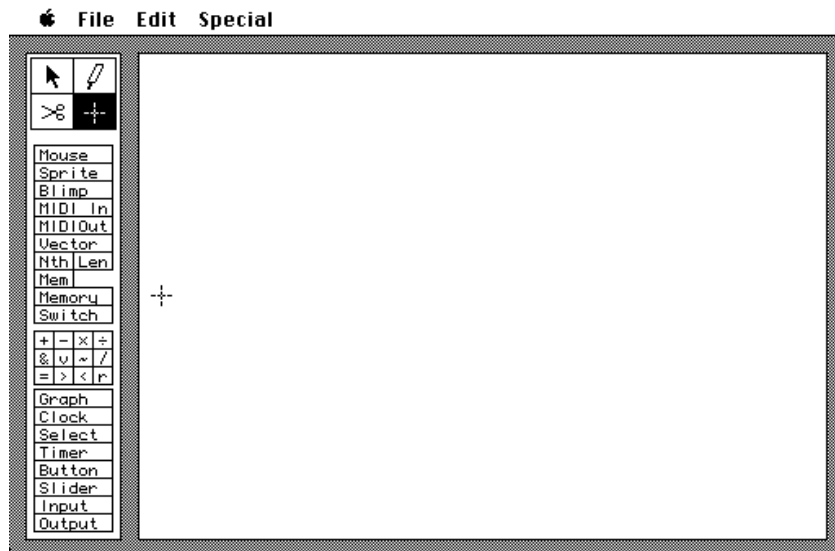 File Edit Special
Mouse
Sprite
Blimp
MIDI In
MIDIOut
Vector
Nth Len
Mem
Memory
Switch
+ - × ÷
& v ~ /
= > < r
Graph
Clock
Select
Timer
Button
Slider
Input
Output